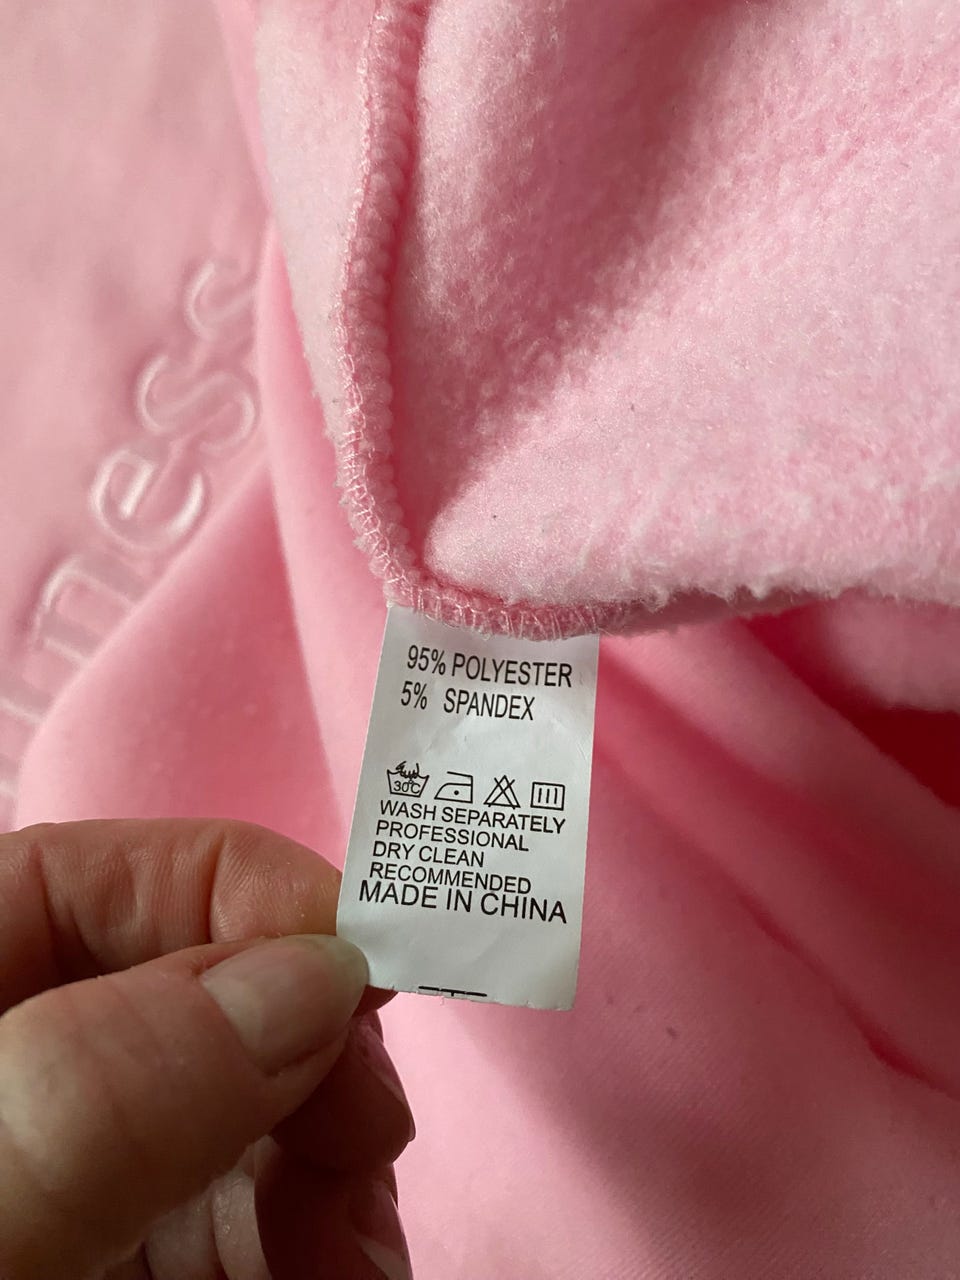 95% POLYESTER
5% SPANDEX
30°C
WASH SEPARATELY
PROFESSIONAL
DRY CLEAN
RECOMMENDED
MADE IN CHINA